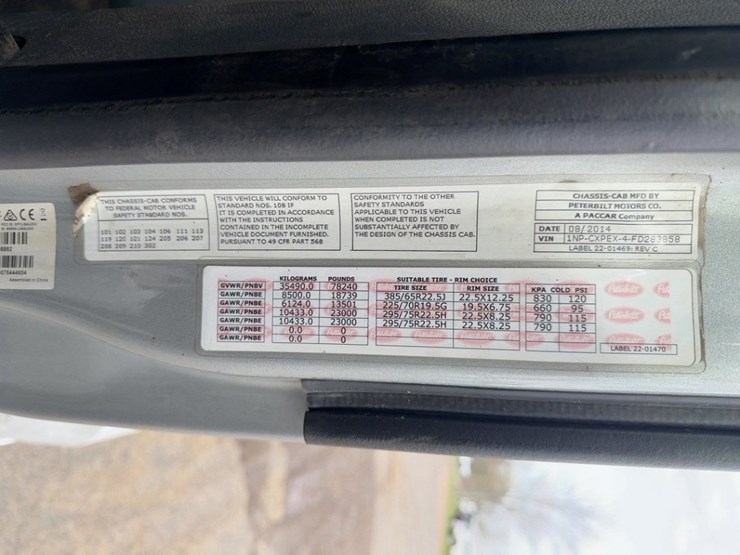 Assembled in China
THIS CHASSIS-CAB CONFORMS
TO FEDERAL MOTOR VEHICLE
SAFETY STANDARD NOS.
101 102 103 104 106 111 113
119 120 121 124 205 206 207
208 209 210 302
THIS VEHICLE WILL CONFORM TO
STANDARD NOS. 108 IF
IT IS COMPLETED IN ACCORDANCE
WITH THE INSTRUCTIONS
CONTAINED IN THE INCOMPLETE
VEHICLE DOCUMENT FURNISHED.
PURSUANT TO 49 CFR PART 568
CONFORMITY TO THE OTHER
SAFETY STANDARDS
APPLICABLE TO THIS VEHICLE
WHEN COMPLETED IS NOT
SUBSTANTIALLY AFFECTED BY
THE DESIGN OF THE CHASSIS CAB.
CHASSIS-CAB MFD BY
PETERBILT MOTORS CO.
A PACCAR Company
DATE 08/2014
VIN 1NP-CXPEX-4-FD283858
LABEL 22-01469: REV C
KILOGRAMS POUNDS SUITABLE TIRE - RIM CHOICE
TIRE SIZE RIM SIZE KPA COLD PSI
GVWR/PNBV 35490.0 78240
GAWR/PNBE 8500.0 18739 385/65R22.5J 22.5X12.25 830 120
GAWR/PNBE 6124.0 13501 225/70R19.5G 19.5X6.75 660 95
GAWR/PNBE 10433.0 23000 295/75R22.5H 22.5X8.25 790 115
GAWR/PNBE 10433.0 23000 295/75R22.5H 22.5X8.25 790 115
GAWR/PNBE 0.0 0
GAWR/PNBE 0.0 0
LABEL 22-01470
Peterbilt